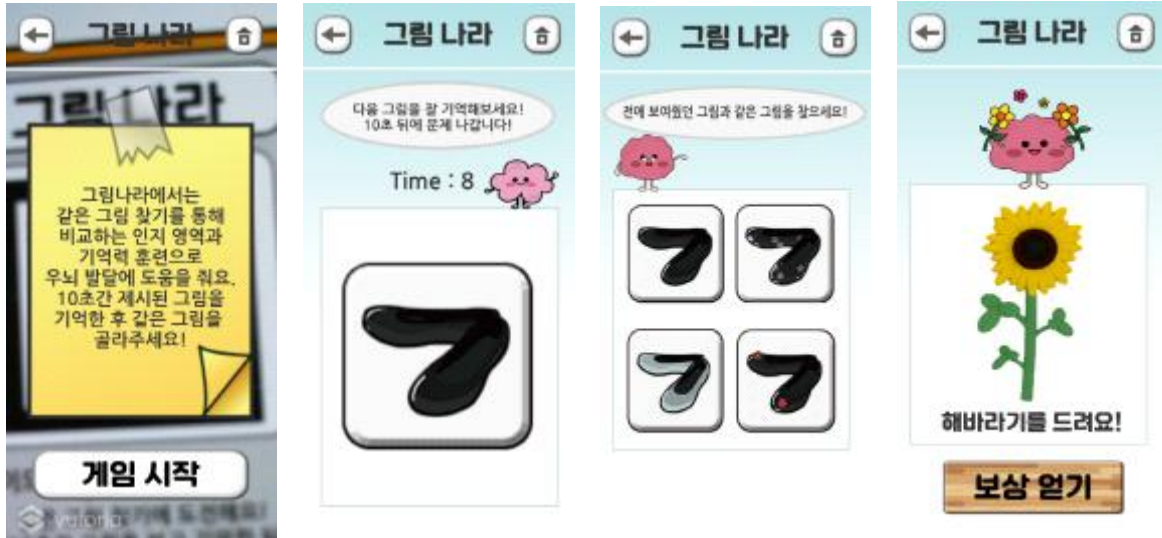 그림 나라
그림 나라
그림나라에서는
같은 그림 찾기를 통해
비교하는 인지 영역과
기억력 훈련으로
우뇌 발달에 도움을 줘요.
10초간 제시된 그림을
기억한 후 같은 그림을
골라주세요!
게임 시작
그림 나라
다음 그림을 잘 기억해보세요!
10초 뒤에 문제 나갑니다!
Time : 8
그림 나라
전에 보여줬던 그림과 같은 그림을 찾으세요!
그림 나라
해바라기를 드려요!
보상 얻기